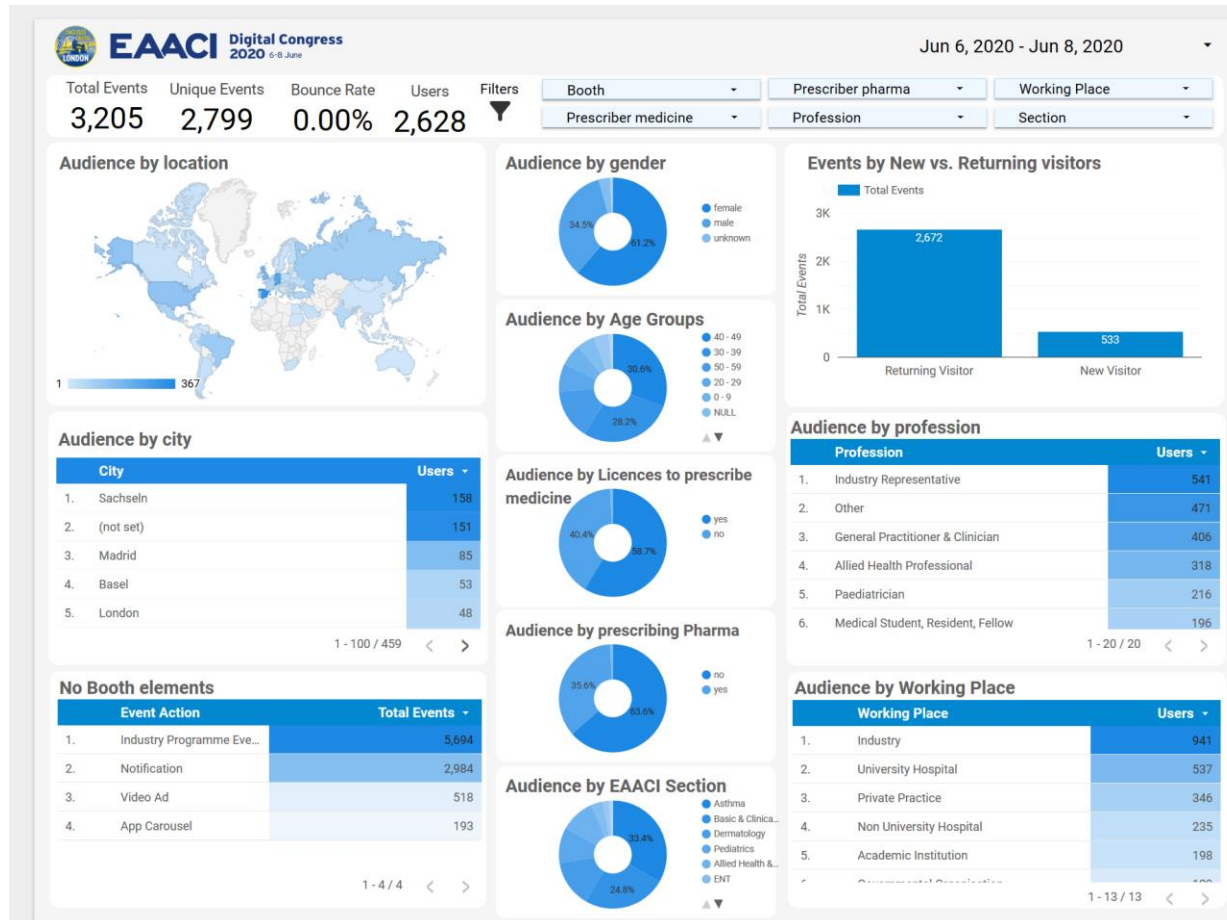 LONDON
EAACI Digital Congress
2020 6-8 June
Jun 6, 2020 - Jun 8, 2020
Total Events
3,205
Unique Events
2,799
Bounce Rate
0.00%
Users
2,628
Filters
Booth
Prescriber pharma
Working Place
Prescriber medicine
Profession
Section
Audience by location
1
367
Audience by gender
34.5%
61.2%
female
male
unknown
Events by New vs. Returning visitors
Total Events
Total Events
3K
2K
1K
0
2,672
533
Returning Visitor
New Visitor
Audience by Age Groups
30.6%
28.2%
40 - 49
30 - 39
50 - 59
20 - 29
0 - 9
NULL
Audience by city
City Users
1. Sachseln 158
2. (not set) 151
3. Madrid 85
4. Basel 53
5. London 48
1 - 100 / 459
Audience by Licences to prescribe
medicine
40.4%
58.7%
yes
no
Audience by profession
Profession Users
1. Industry Representative 541
2. Other 471
3. General Practitioner & Clinician 406
4. Allied Health Professional 318
5. Paediatrician 216
6. Medical Student, Resident, Fellow 196
1 - 20 / 20
Audience by prescribing Pharma
35.6%
63.6%
no
yes
No Booth elements
Event Action Total Events
1. Industry Programme Eve... 5,694
2. Notification 2,984
3. Video Ad 518
4. App Carousel 193
1 - 4 / 4
Audience by EAACI Section
33.4%
24.8%
Asthma
Basic & Clinica...
Dermatology
Pediatrics
Allied Health &...
ENT
Audience by Working Place
Working Place Users
1. Industry 941
2. University Hospital 537
3. Private Practice 346
4. Non University Hospital 235
5. Academic Institution 198
1 - 13 / 13